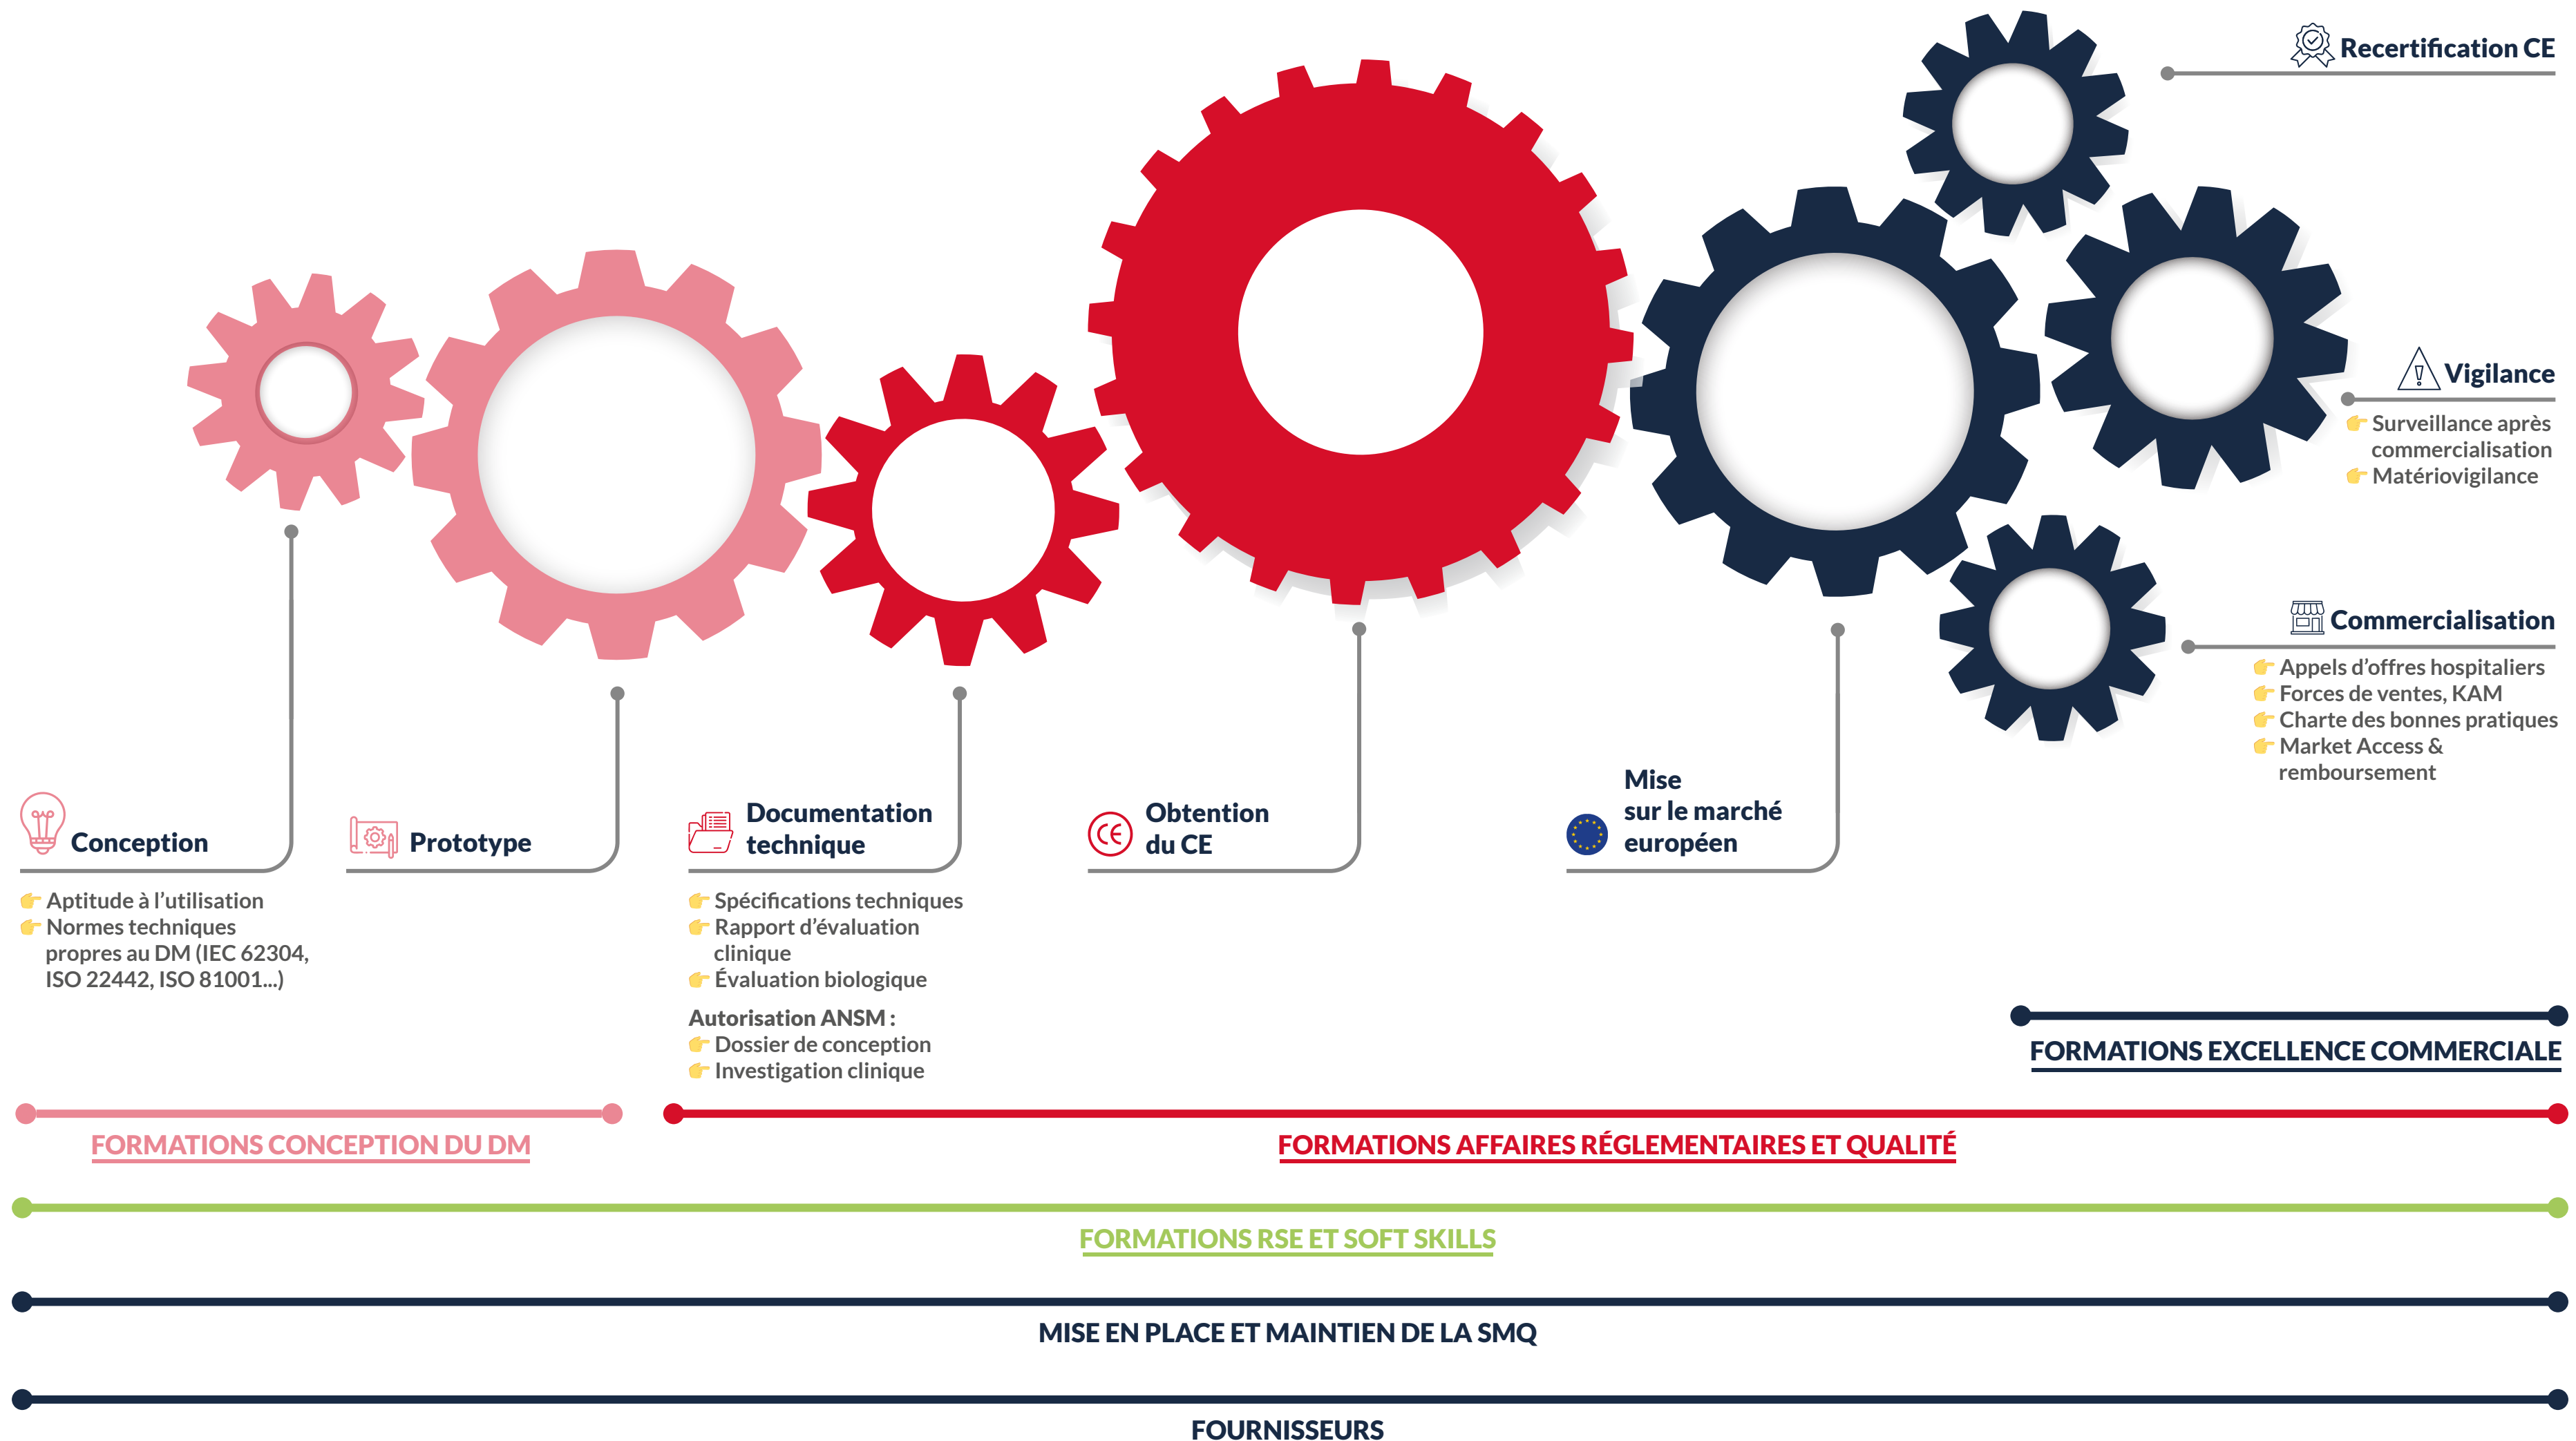 Recertification CE
Vigilance
Surveillance après
commercialisation
Matériovigilance
Commercialisation
Appels d’offres hospitaliers
Forces de ventes, KAM
Charte des bonnes pratiques
Market Access &
remboursement
Conception
Aptitude à l’utilisation
Normes techniques
propres au DM (IEC 62304,
ISO 22442, ISO 81001...)
Prototype
Documentation
technique
Spécifications techniques
Rapport d’évaluation
clinique
Évaluation biologique
Autorisation ANSM :
Dossier de conception
Investigation clinique
CE
Obtention
du CE
Mise
sur le marché
européen
FORMATIONS EXCELLENCE COMMERCIALE
FORMATIONS CONCEPTION DU DM
FORMATIONS AFFAIRES RÉGLEMENTAIRES ET QUALITÉ
FORMATIONS RSE ET SOFT SKILLS
MISE EN PLACE ET MAINTIEN DE LA SMQ
FOURNISSEURS